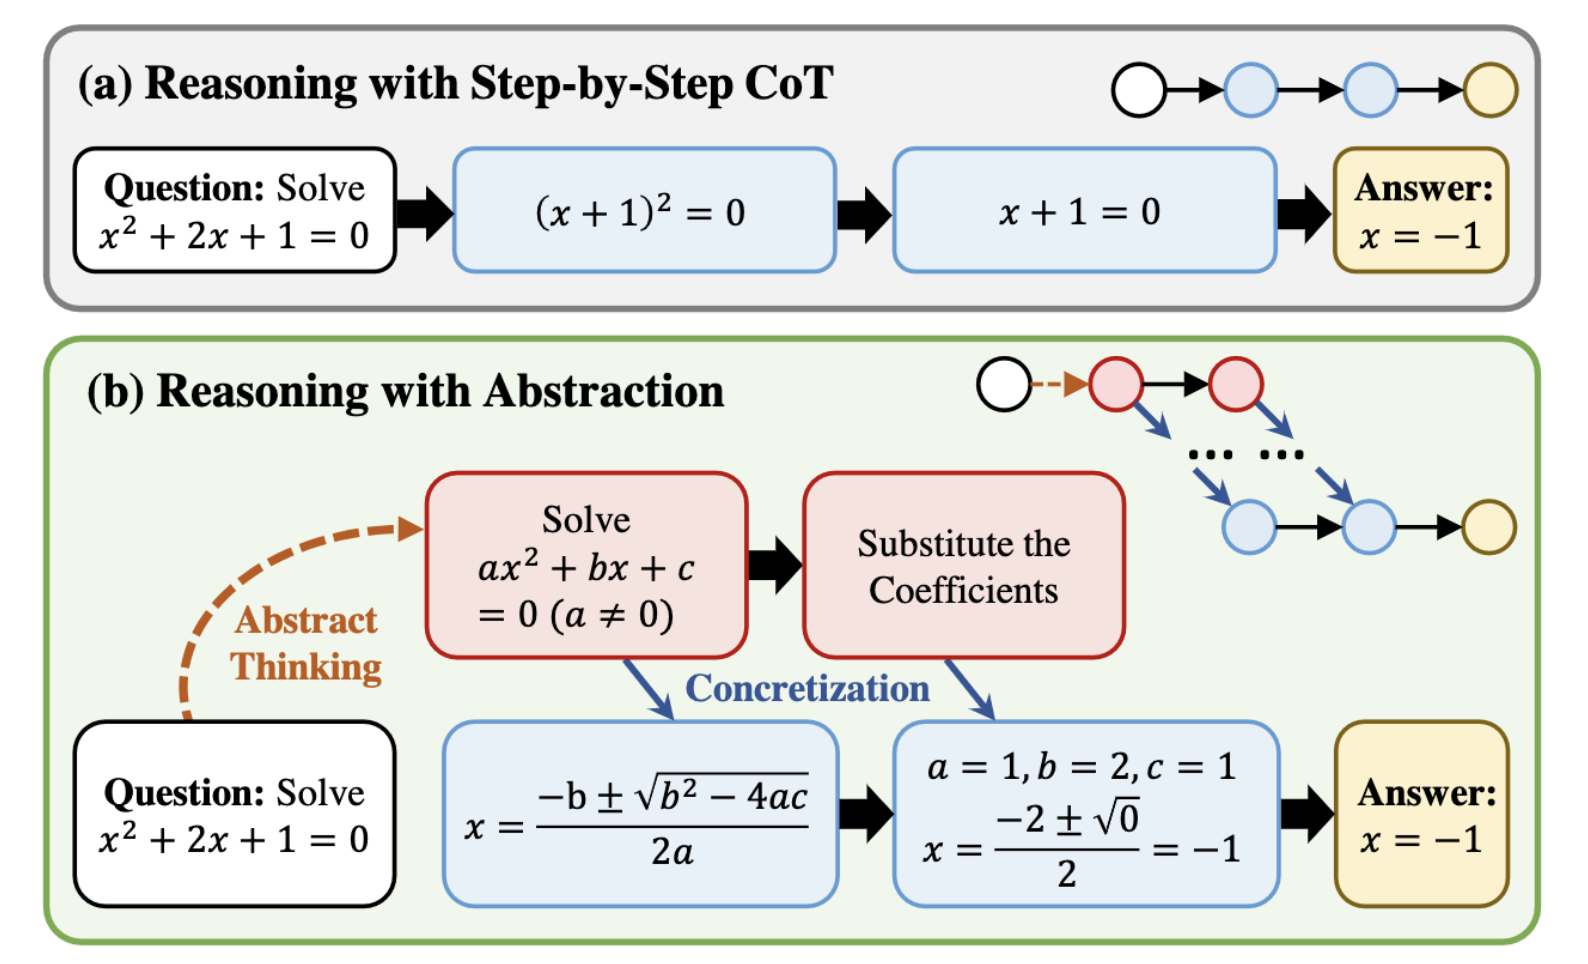 (a) Reasoning with Step-by-Step CoT
Question: Solve
x² + 2x + 1 = 0
(x + 1)² = 0
x + 1 = 0
Answer:
x = −1
(b) Reasoning with Abstraction
... ...
Solve
ax² + bx + c
= 0 (a ≠ 0)
Substitute the
Coefficients
Abstract
Thinking
Concretization
Question: Solve
x² + 2x + 1 = 0
x = (−b ± √(b² − 4ac)) / 2a
a = 1, b = 2, c = 1
x = (−2 ± √0) / 2 = −1
Answer:
x = −1